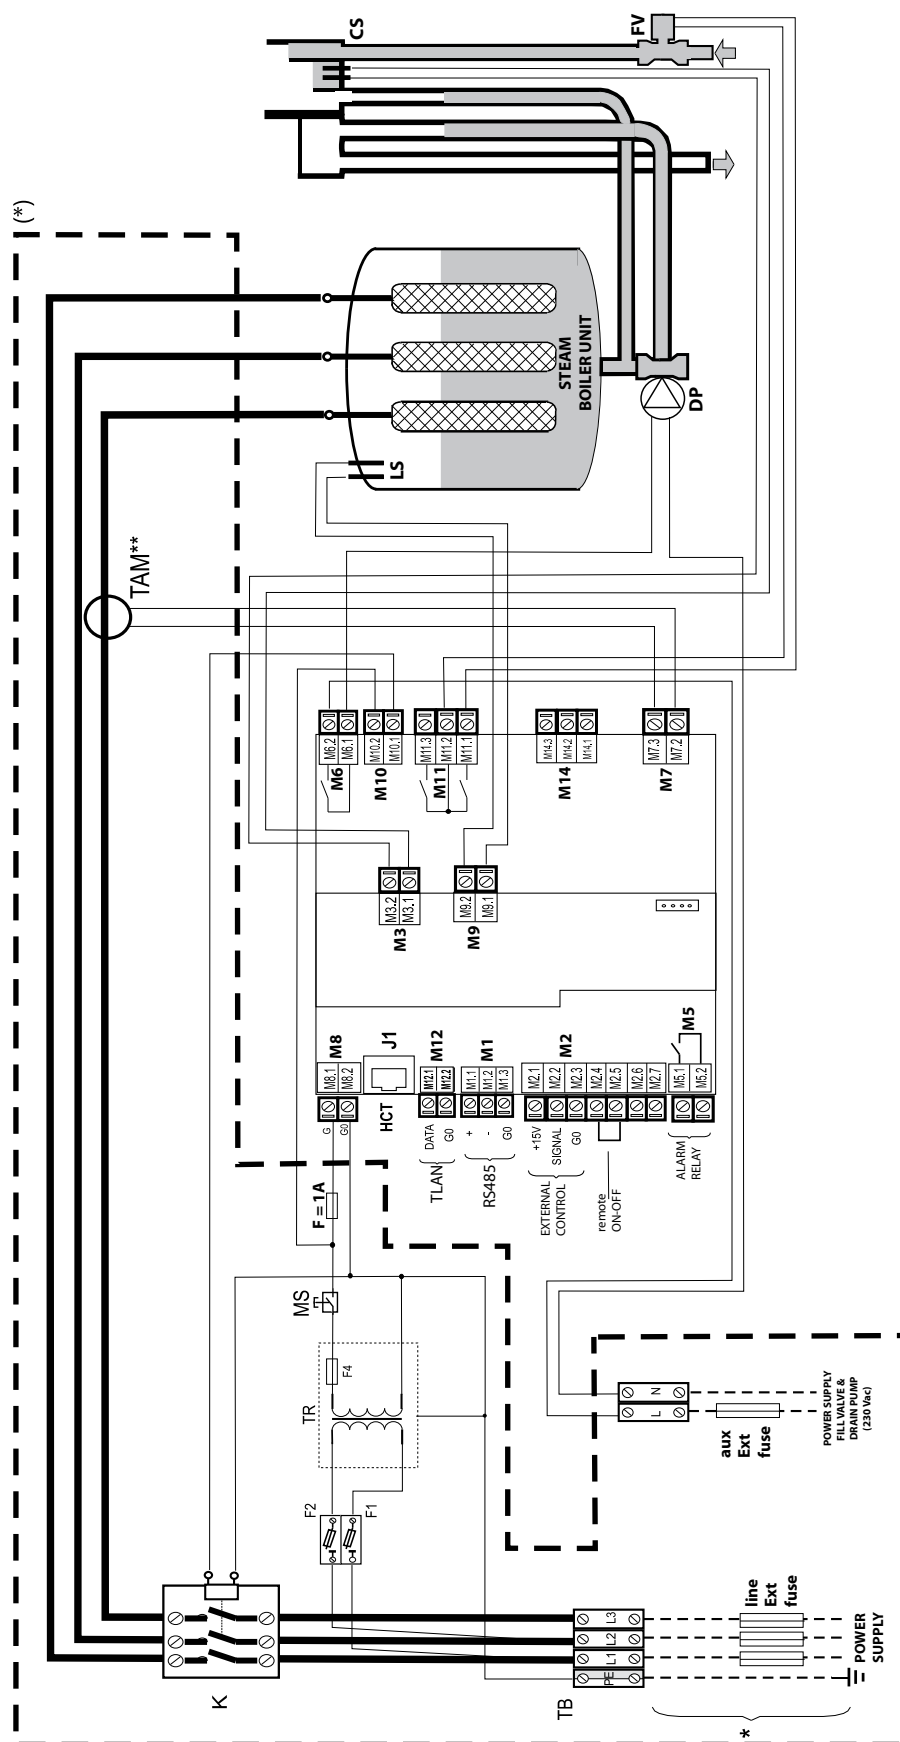 CS
FV
(*)
STEAM
BOILER UNIT
DP
LS
TAM**
M6.2
M6.1
M10.2
M10.1
M11.3
M11.2
M11.1
M14.3
M14.2
M14.1
M7.3
M7.2
M6
M10
M11
M14
M7
M3.2
M3.1
M9.2
M9.1
M3
M9
M8
J1
M12
M1
M2
M5
M8.1
M8.2
M12.1
M12.2
M1.1
M1.2
M1.3
M2.1
M2.2
M2.3
M2.4
M2.5
M2.6
M2.7
M5.1
M5.2
G
G0
HCT
DATA
G0
+
-
G0
+15V
SIGNAL
G0
TLAN
RS485
EXTERNAL
CONTROL
remote
ON-OFF
ALARM
RELAY
F = 1A
MS
F4
TR
F2
F1
N
L
aux
Ext
fuse
POWER SUPPLY
FILL VALVE &
DRAIN PUMP
(230 Vac)
K
TB
L3
L2
L1
PE
line
Ext
fuse
POWER
SUPPLY
*